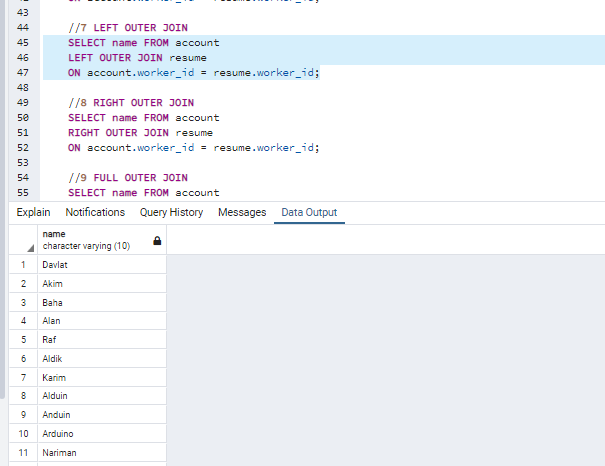 43
44 //7 LEFT OUTER JOIN
45 SELECT name FROM account
46 LEFT OUTER JOIN resume
47 ON account.worker_id = resume.worker_id;
48
49 //8 RIGHT OUTER JOIN
50 SELECT name FROM account
51 RIGHT OUTER JOIN resume
52 ON account.worker_id = resume.worker_id;
53
54 //9 FULL OUTER JOIN
55 SELECT name FROM account
Explain Notifications Query History Messages Data Output
name
character varying (10)
1 Davlat
2 Akim
3 Baha
4 Alan
5 Raf
6 Aldik
7 Karim
8 Alduin
9 Anduin
10 Arduino
11 Nariman